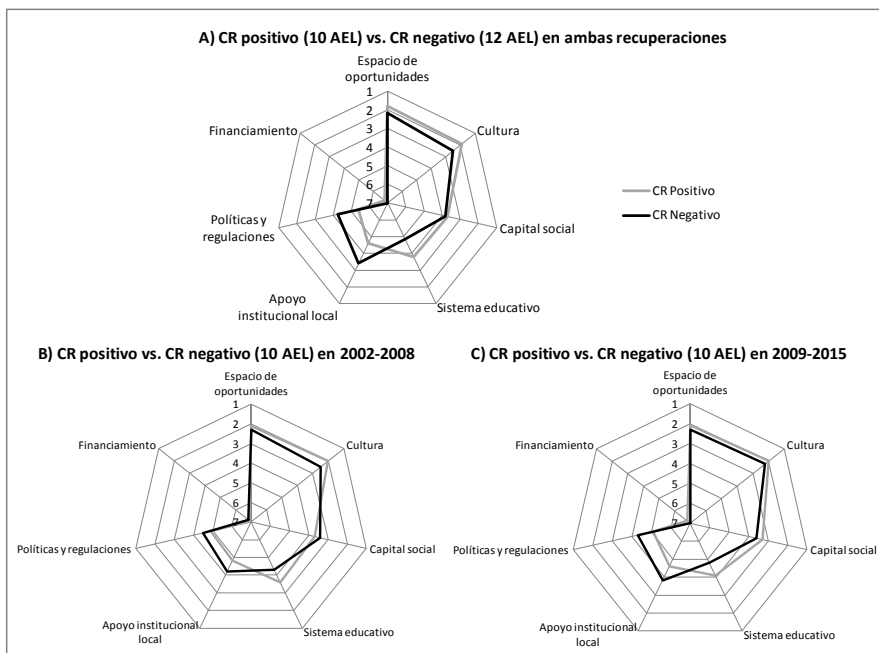 A) CR positivo (10 AEL) vs. CR negativo (12 AEL) en ambas recuperaciones
Espacio de
oportunidades
1
2
3
4
5
6
7
Financiamiento
Cultura
Políticas y
regulaciones
Capital social
Apoyo
institucional local
Sistema educativo
CR Positivo
CR Negativo
B) CR positivo vs. CR negativo (10 AEL) en 2002-2008
Espacio de
oportunidades
1
2
3
4
5
6
7
Financiamiento
Cultura
Políticas y regulaciones
Capital social
Apoyo institucional
local
Sistema educativo
C) CR positivo vs. CR negativo (10 AEL) en 2009-2015
Espacio de
oportunidades
1
2
3
4
5
6
7
Financiamiento
Cultura
Políticas y regulaciones
Capital social
Apoyo institucional
local
Sistema educativo